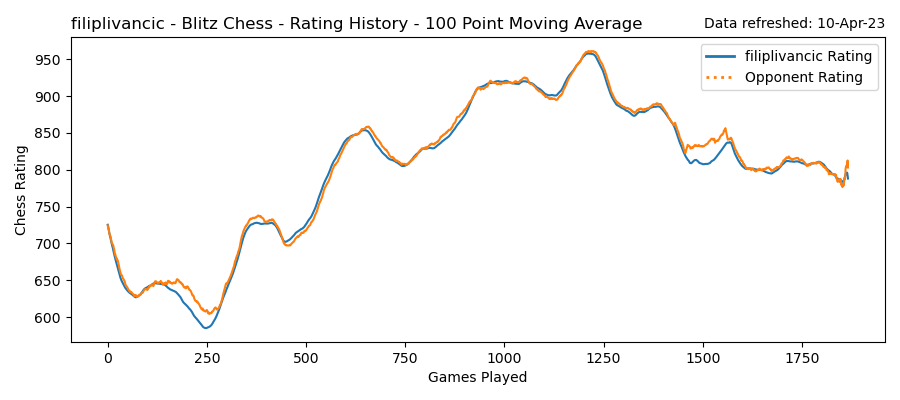 filiplivancic - Blitz Chess - Rating History - 100 Point Moving Average
Data refreshed: 10-Apr-23
filiplivancic Rating
Opponent Rating
Chess Rating
950
900
850
800
750
700
650
600
0 250 500 750 1000 1250 1500 1750
Games Played